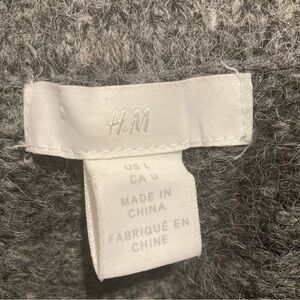 H&M
US L
CA G
MADE IN
CHINA
FABRIQUÉ EN
CHINE